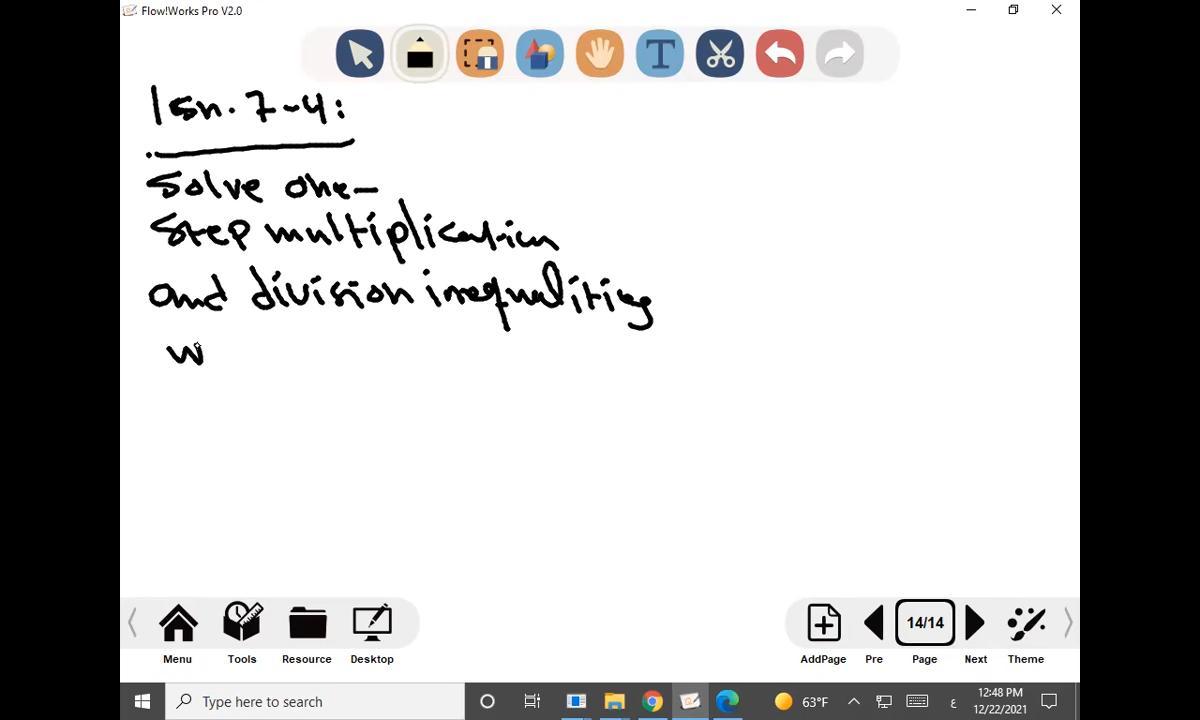 Flow!Works Pro V2.0
lsn. 7-4:
Solve one-
step multiplication
and division inequalities
w
Menu
Tools
Resource
Desktop
AddPage
Pre
14/14
Page
Next
Theme
Type here to search
63°F
ع
12:48 PM
12/22/2021